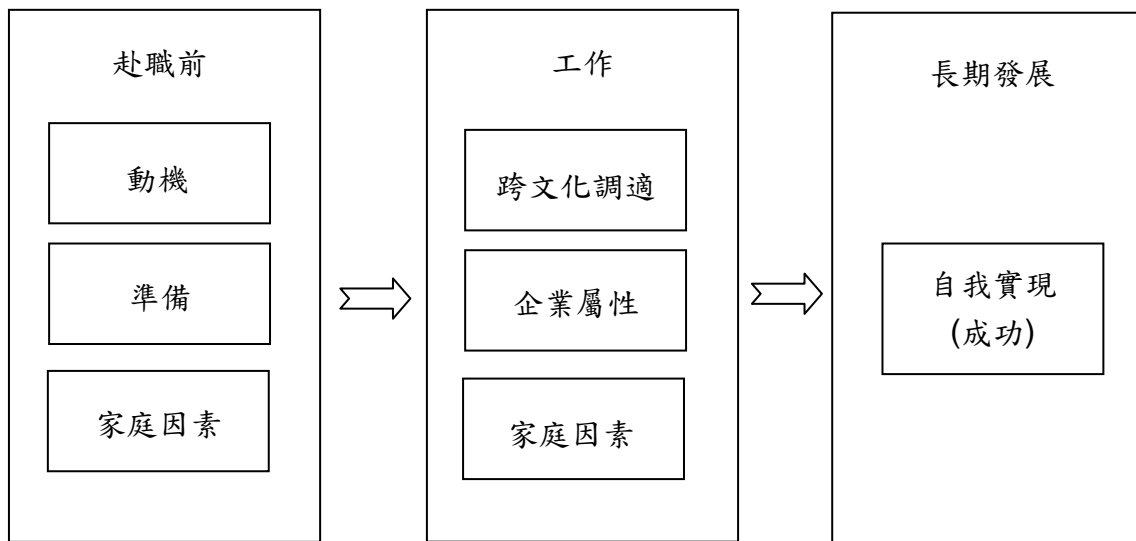 赴職前
動機
準備
家庭因素
工作
跨文化調適
企業屬性
家庭因素
長期發展
自我實現
(成功)